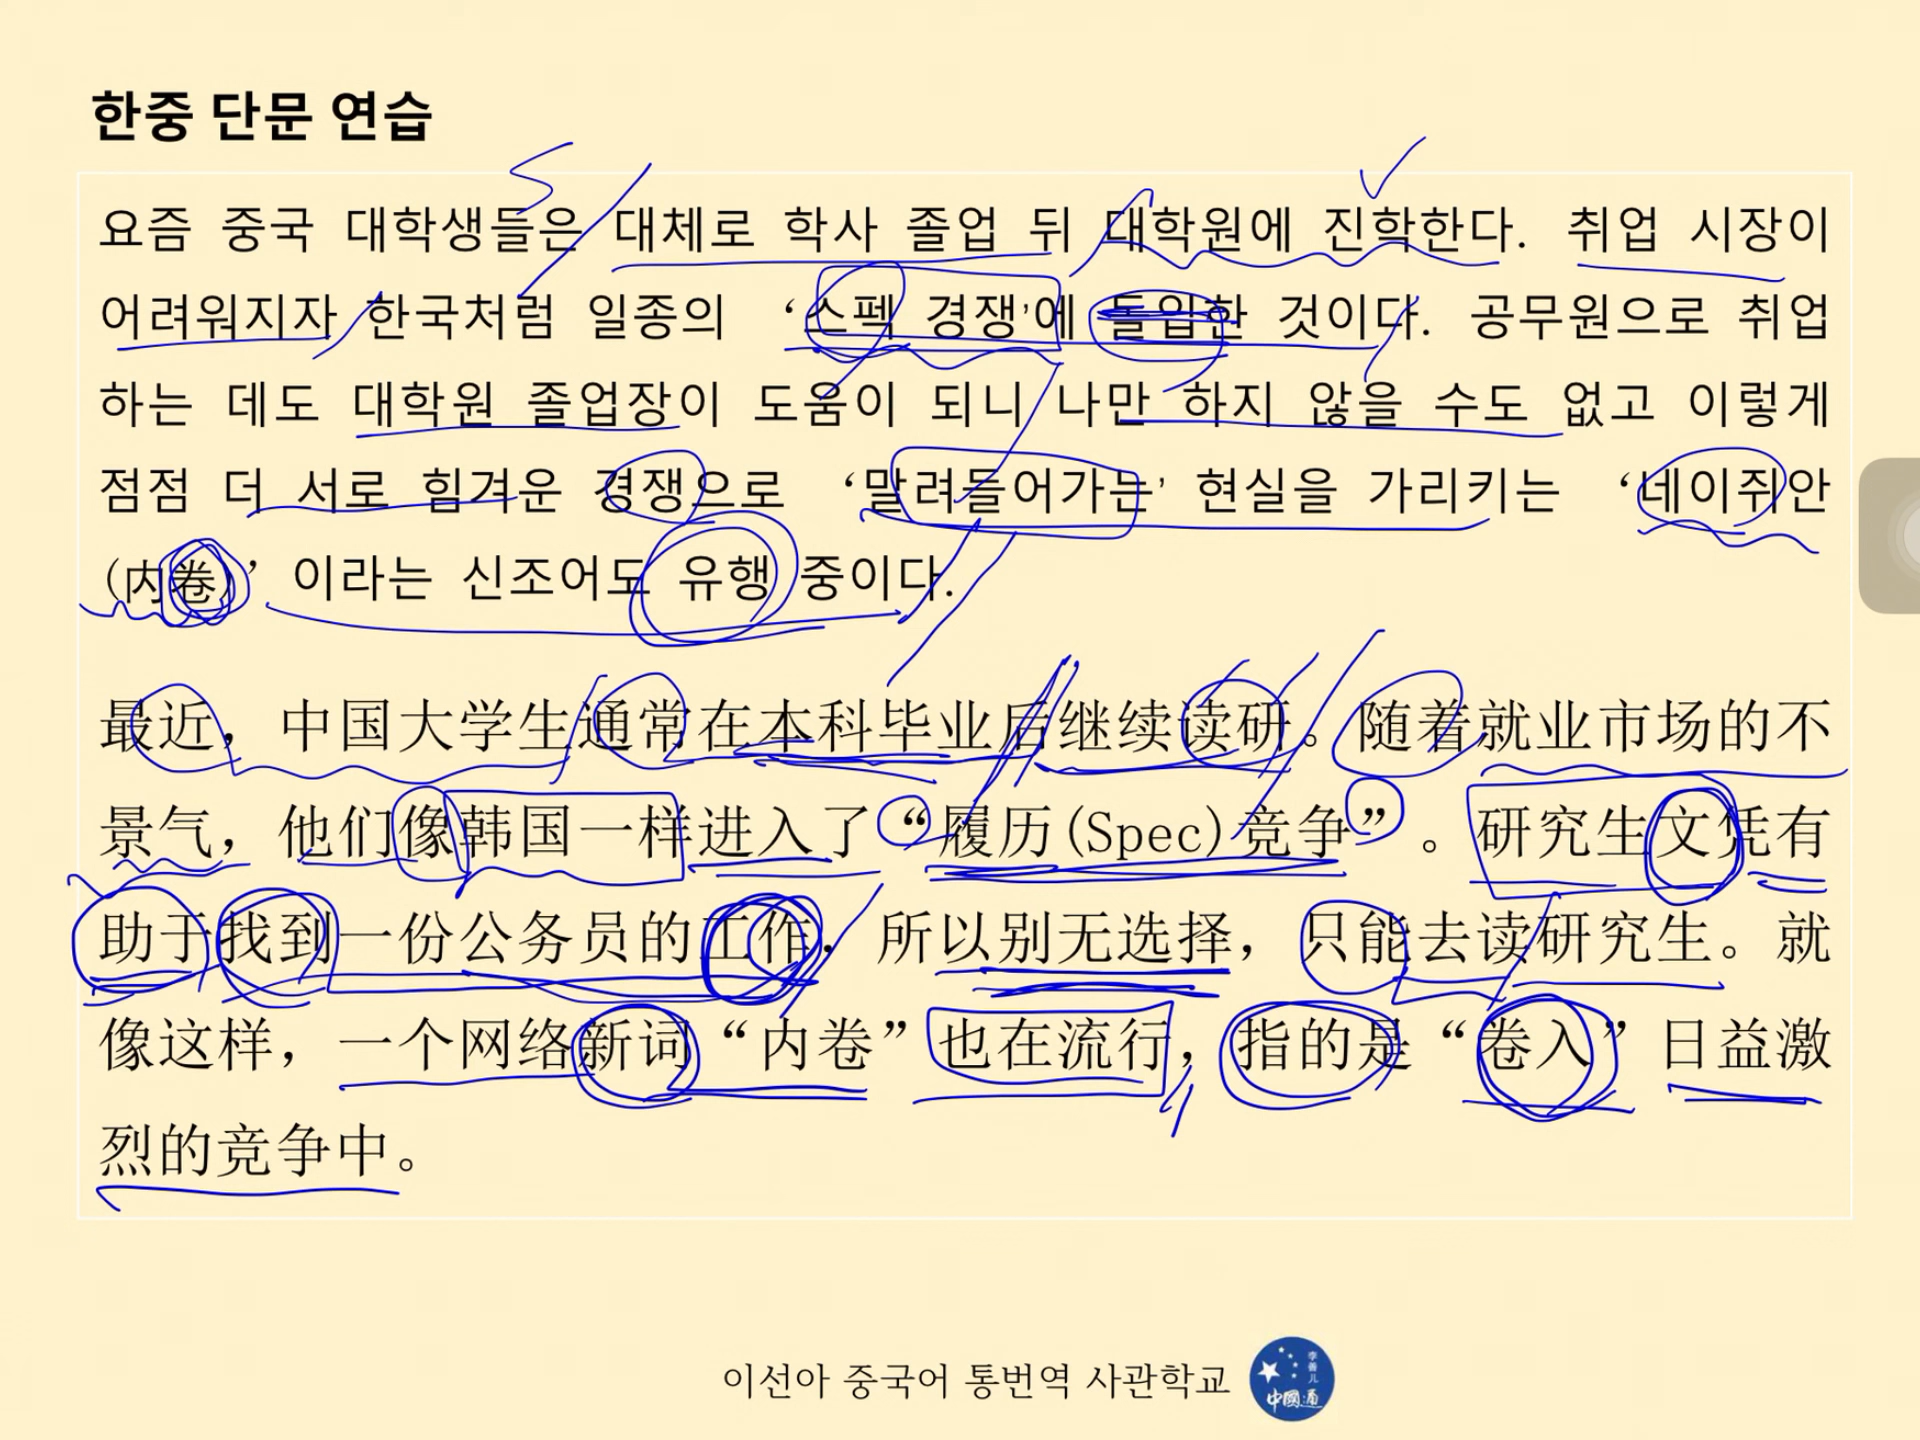 한중 단문 연습
요즘 중국 대학생들은 대체로 학사 졸업 뒤 대학원에 진학한다. 취업 시장이
어려워지자 한국처럼 일종의 ‘스펙 경쟁’에 돌입한 것이다. 공무원으로 취업
하는 데도 대학원 졸업장이 도움이 되니 나만 하지 않을 수도 없고 이렇게
점점 더 서로 힘겨운 경쟁으로 ‘말려들어가는’ 현실을 가리키는 ‘네이쥐안
(内卷)’ 이라는 신조어도 유행 중이다.
最近，中国大学生通常在本科毕业后继续读研。随着就业市场的不
景气，他们像韩国一样进入了“履历(Spec)竞争”。研究生文凭有
助于找到一份公务员的工作，所以别无选择，只能去读研究生。就
像这样，一个网络新词“内卷”也在流行，指的是“卷入”日益激
烈的竞争中。
이선아 중국어 통번역 사관학교
李善儿
中國通